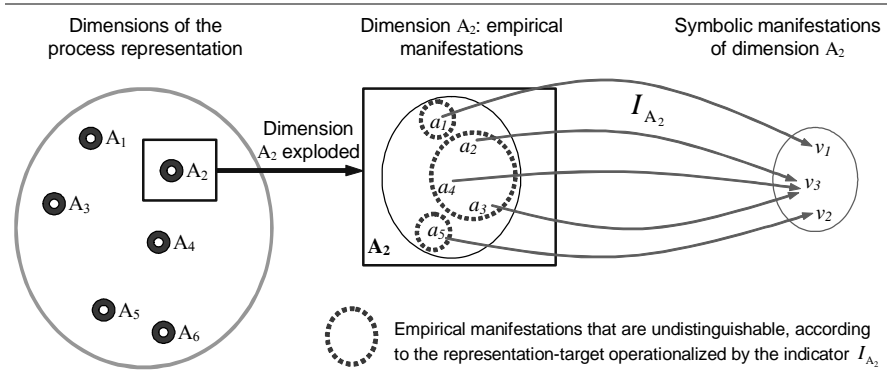 Dimensions of the
process representation
Dimension A₂: empirical
manifestations
Symbolic manifestations
of dimension A₂
A₁
A₂
A₃
A₄
A₅
A₆
Dimension
A₂ exploded
a₁
a₂
a₄
a₃
a₅
A₂
I_A₂
v₁
v₃
v₂
Empirical manifestations that are undistinguishable, according
to the representation-target operationalized by the indicator I_A₂